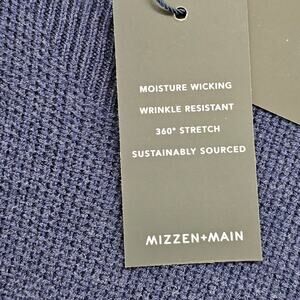 MOISTURE WICKING
WRINKLE RESISTANT
360° STRETCH
SUSTAINABLY SOURCED
MIZZEN+MAIN